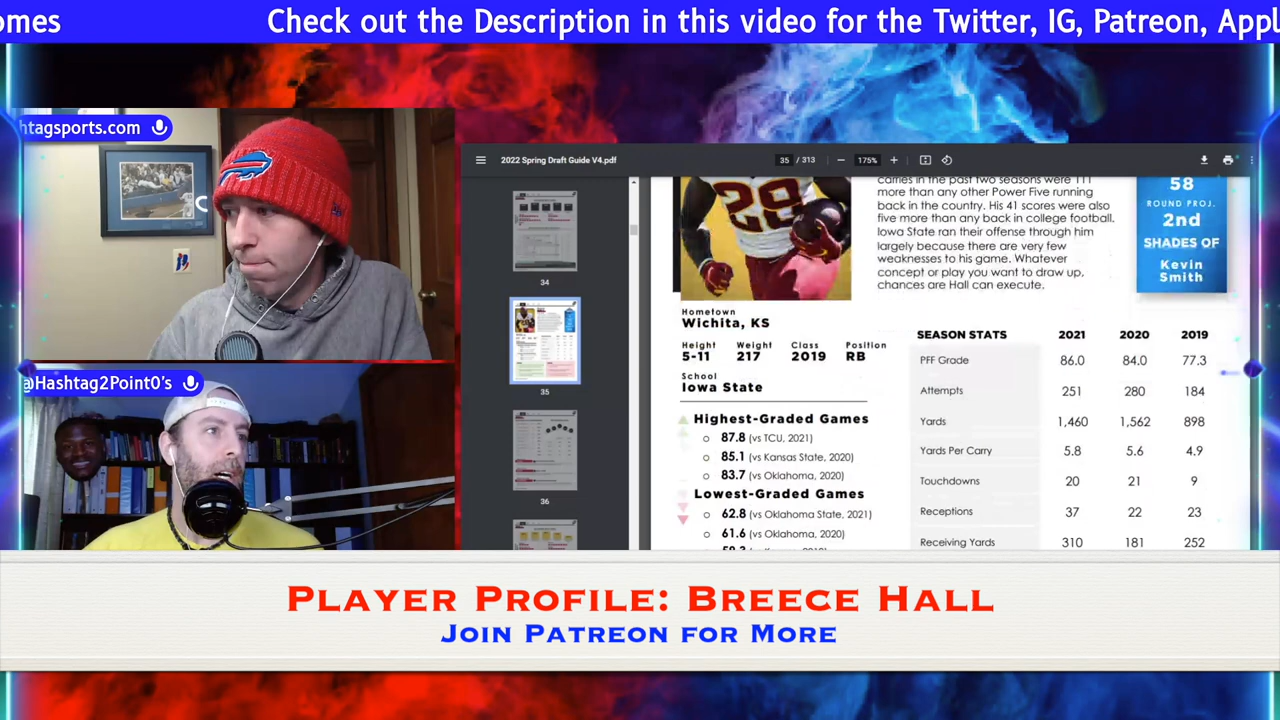 omes
Check out the Description in this video for the Twitter, IG, Patreon, Appl
htagsports.com
@Hashtag2Point0's
2022 Spring Draft Guide V4.pdf
35 / 313
175%
34
35
36
28
carries in the past two seasons were 111
more than any other Power Five running
back in the country. His 41 scores were also
five more than any back in college football.
Iowa State ran their offense through him
largely because there are very few
weaknesses to his game. Whatever
concept or play you want to draw up,
chances are Hall can execute.
58
ROUND PROJ.
2nd
SHADES OF
Kevin
Smith
Hometown
Wichita, KS
Height Weight Class Position
5-11 217 2019 RB
School
Iowa State
Highest-Graded Games
87.8 (vs TCU, 2021)
85.1 (vs Kansas State, 2020)
83.7 (vs Oklahoma, 2020)
Lowest-Graded Games
62.8 (vs Oklahoma State, 2021)
61.6 (vs Oklahoma, 2020)
SEASON STATS 2021 2020 2019
PFF Grade 86.0 84.0 77.3
Attempts 251 280 184
Yards 1,460 1,562 898
Yards Per Carry 5.8 5.6 4.9
Touchdowns 20 21 9
Receptions 37 22 23
Receiving Yards 310 181 252
PLAYER PROFILE: BREECE HALL
JOIN PATREON FOR MORE